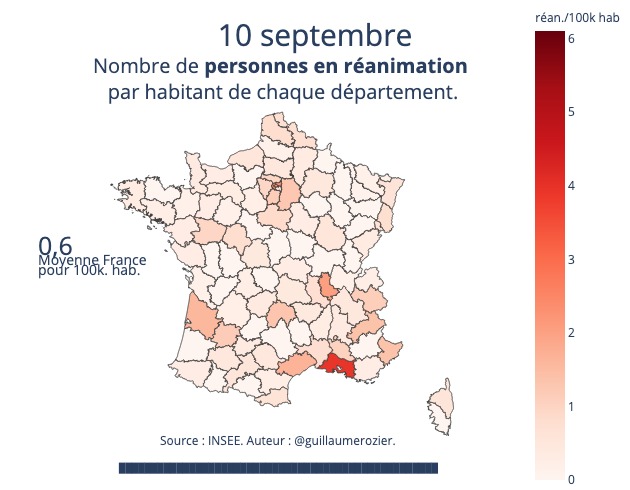 10 septembre
Nombre de personnes en réanimation
par habitant de chaque département.
réan./100k hab
6
5
4
3
2
1
0
0,6
Moyenne France
pour 100k. hab.
Source : INSEE. Auteur : @guillaumerozier.